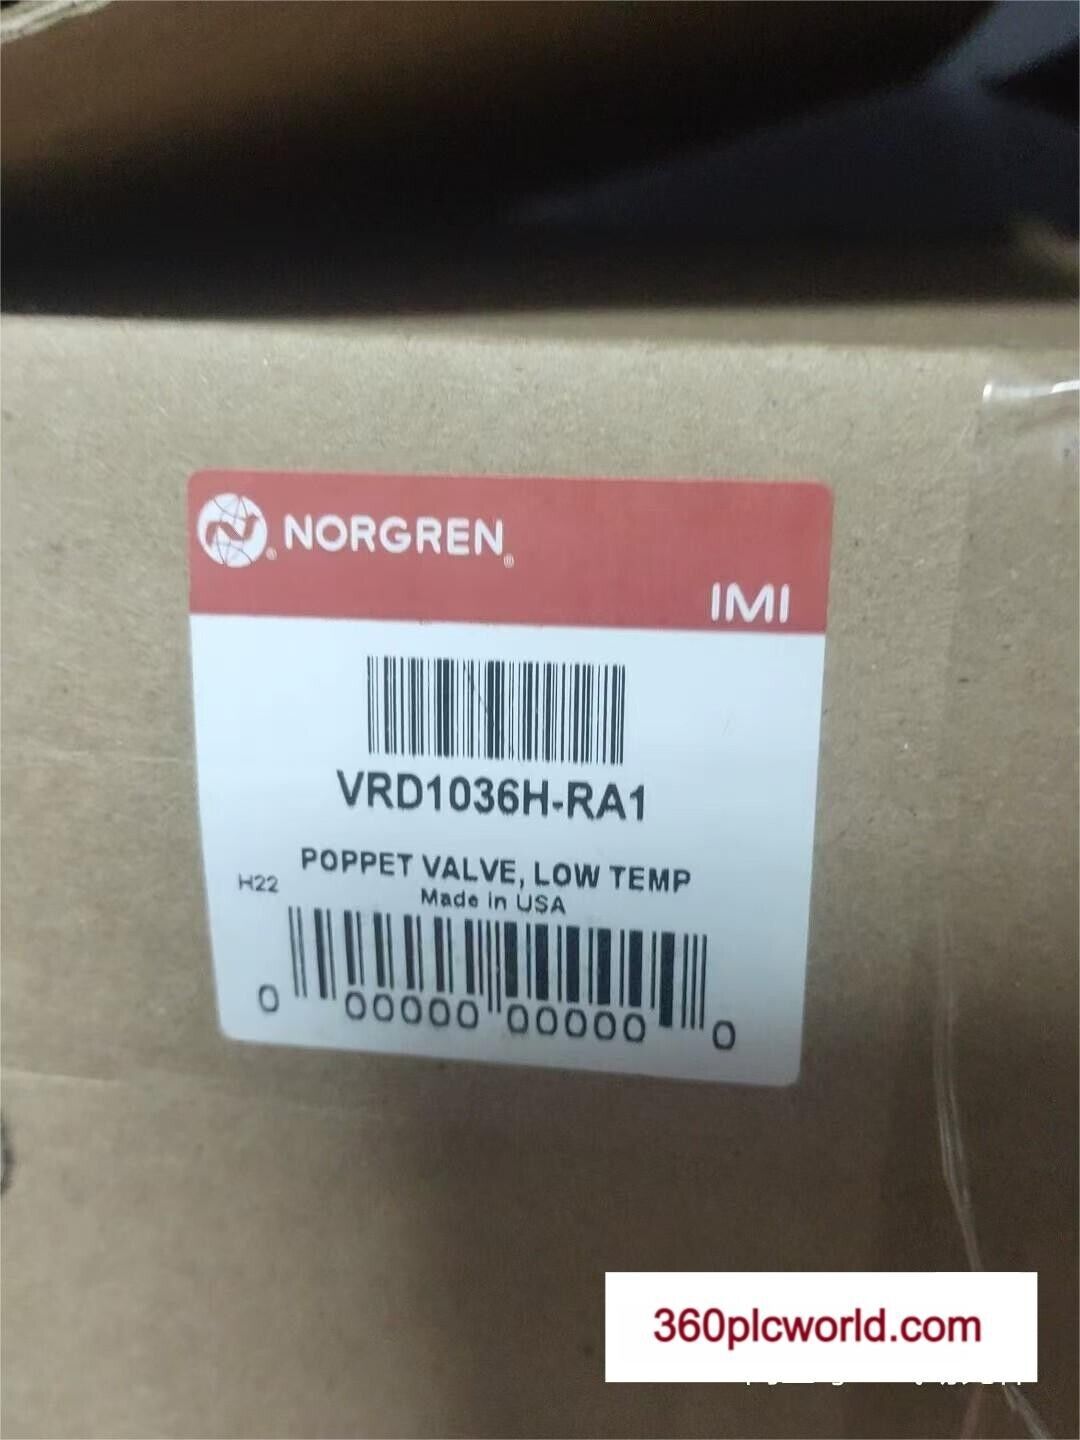 NORGREN
IMI
VRD1036H-RA1
POPPET VALVE, LOW TEMP
H22
Made in USA
0 00000 00000 0
360plcworld.com